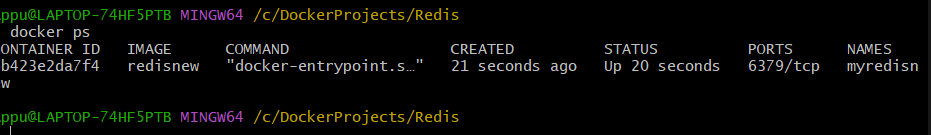 ppu@LAPTOP-74HF5PTB MINGW64 /c/DockerProjects/Redis
docker ps
ONTAINER ID IMAGE COMMAND CREATED STATUS PORTS NAMES
b423e2da7f4 redisnew "docker-entrypoint.s…" 21 seconds ago Up 20 seconds 6379/tcp myredisn
w
ppu@LAPTOP-74HF5PTB MINGW64 /c/DockerProjects/Redis